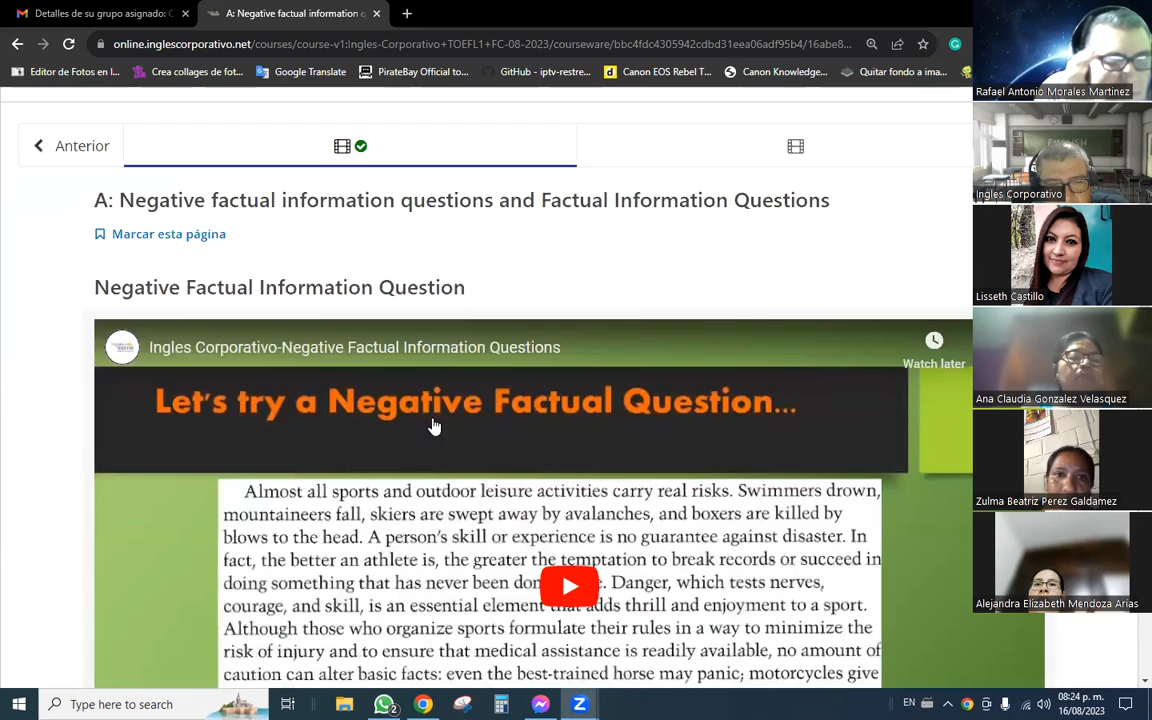 Detalles de su grupo asignado: C
A: Negative factual information q
online.inglescorporativo.net/courses/course-v1:Ingles-Corporativo+TOEFL1+FC-08-2023/courseware/bbc4fdc4305942cdbd31eea06adf95b4/16abe8...
Editor de Fotos en l...
Crea collages de fot...
Google Translate
PirateBay Official to...
GitHub - iptv-restre...
Canon EOS Rebel T...
Canon Knowledge...
Quitar fondo a ima...
Anterior
A: Negative factual information questions and Factual Information Questions
Marcar esta página
Negative Factual Information Question
Ingles Corporativo-Negative Factual Information Questions
Watch later
Let's try a Negative Factual Question...
Almost all sports and outdoor leisure activities carry real risks. Swimmers drown,
mountaineers fall, skiers are swept away by avalanches, and boxers are killed by
blows to the head. A person's skill or experience is no guarantee against disaster. In
fact, the better an athlete is, the greater the temptation to break records or succeed in
doing something that has never been don Danger, which tests nerves,
courage, and skill, is an essential element that adds thrill and enjoyment to a sport.
Although those who organize sports formulate their rules in a way to minimize the
risk of injury and to ensure that medical assistance is readily available, no amount of
caution can alter basic facts: even the best-trained horse may panic; motorcycles give
Rafael Antonio Morales Martinez
ENGLISH
Ingles Corporativo
Lisseth Castillo
Ana Claudia Gonzalez Velasquez
Zulma Beatriz Perez Galdamez
Alejandra Elizabeth Mendoza Arias
Type here to search
2
EN
08:24 p. m.
16/08/2023